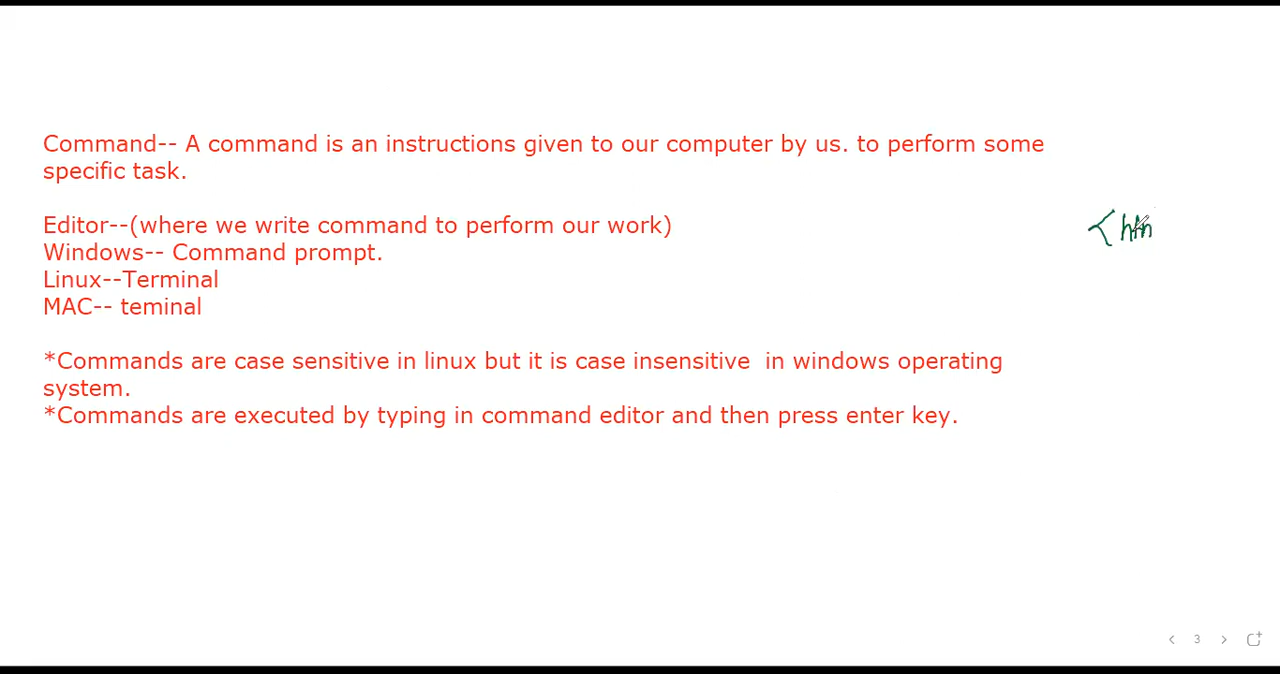 Command-- A command is an instructions given to our computer by us. to perform some
specific task.
Editor--(where we write command to perform our work)
<htm
Windows-- Command prompt.
Linux--Terminal
MAC-- teminal
*Commands are case sensitive in linux but it is case insensitive  in windows operating
system.
*Commands are executed by typing in command editor and then press enter key.
< 3 >